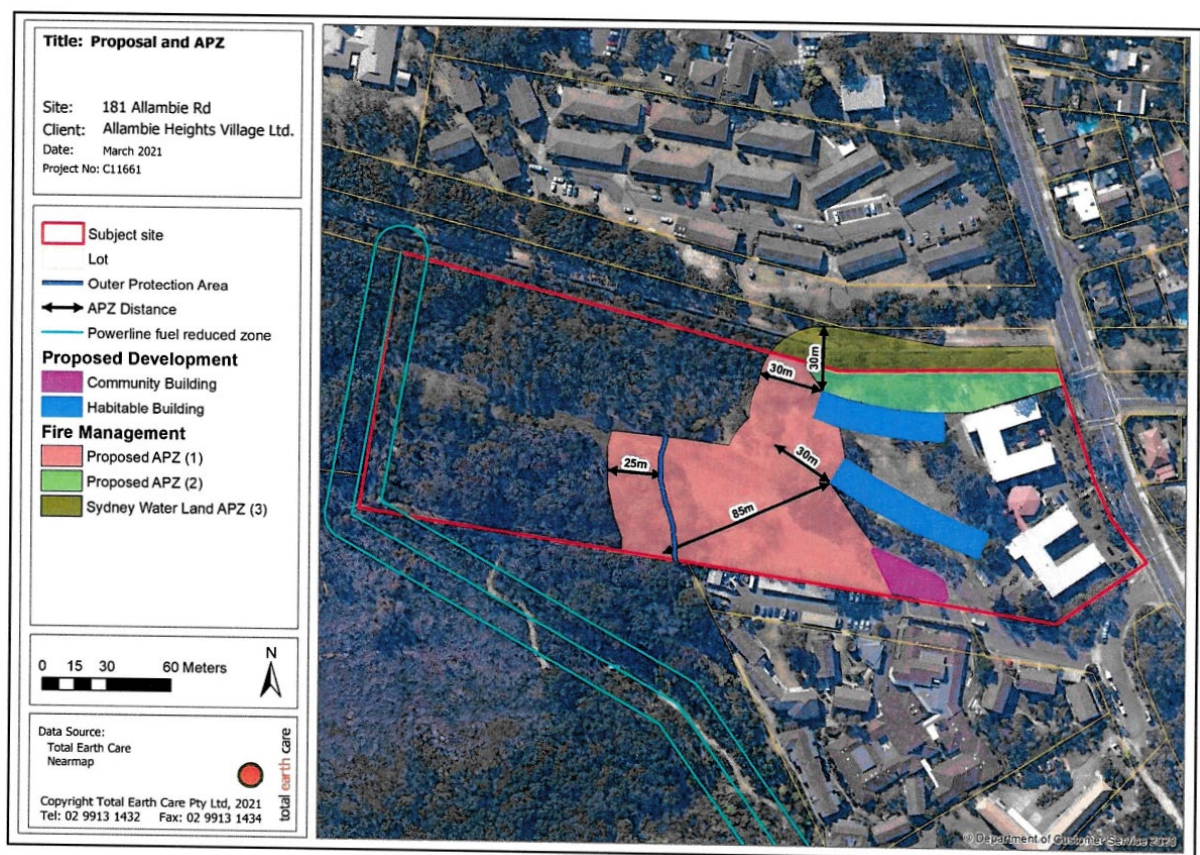 Title: Proposal and APZ
Site: 181 Allambie Rd
Client: Allambie Heights Village Ltd.
Date: March 2021
Project No: C11661
Subject site
Lot
Outer Protection Area
APZ Distance
Powerline fuel reduced zone
Proposed Development
Community Building
Habitable Building
Fire Management
Proposed APZ (1)
Proposed APZ (2)
Sydney Water Land APZ (3)
0 15 30 60 Meters
N
Data Source:
Total Earth Care
Nearmap
total earth care
Copyright Total Earth Care Pty Ltd, 2021
Tel: 02 9913 1432 Fax: 02 9913 1434
30m
30m
30m
25m
85m
© Department of Customer Service 2020